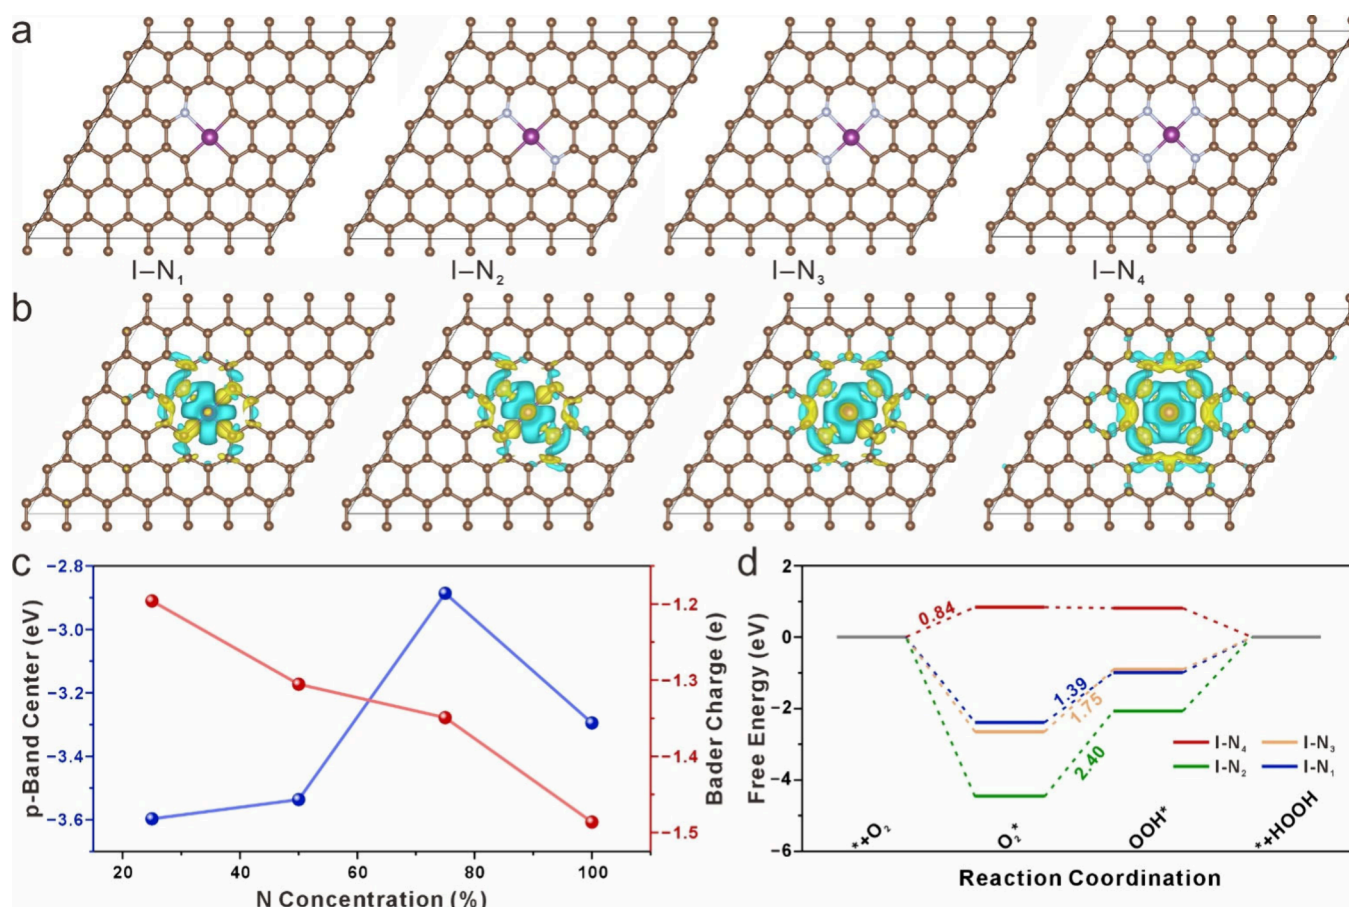 a
I–N₁
I–N₂
I–N₃
I–N₄
b
c
p-Band Center (eV)
−2.8
−3.0
−3.2
−3.4
−3.6
20
40
60
80
100
N Concentration (%)
−1.2
−1.3
−1.4
−1.5
Bader Charge (e)
d
Free Energy (eV)
2
0
−2
−4
−6
0.84
1.39
1.75
2.40
I-N₄
I-N₃
I-N₂
I-N₁
*+O₂
O₂*
OOH*
*+HOOH
Reaction Coordination